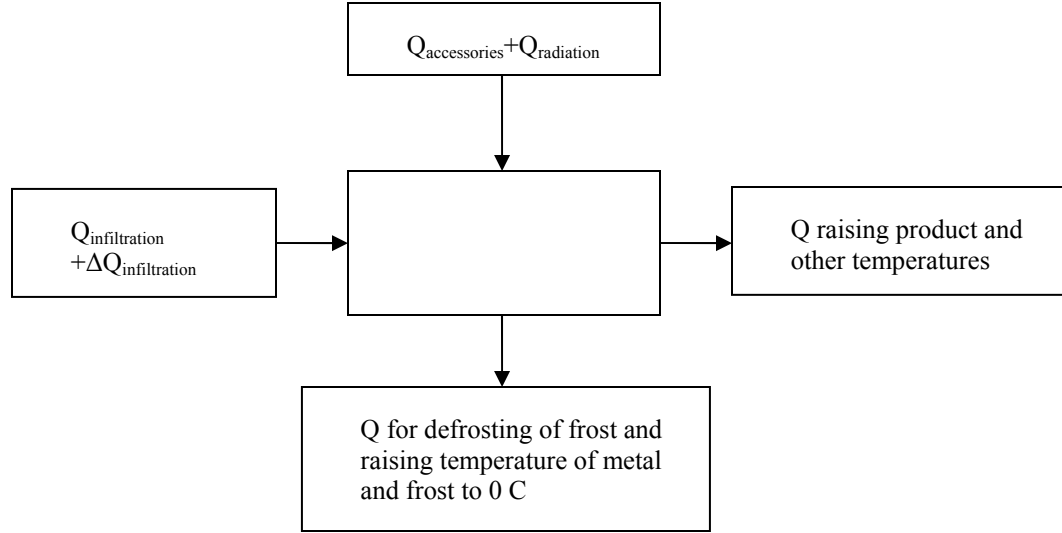 Qaccessories+Qradiation
Qinfiltration
+ΔQinfiltration
Q raising product and
other temperatures
Q for defrosting of frost and
raising temperature of metal
and frost to 0 C